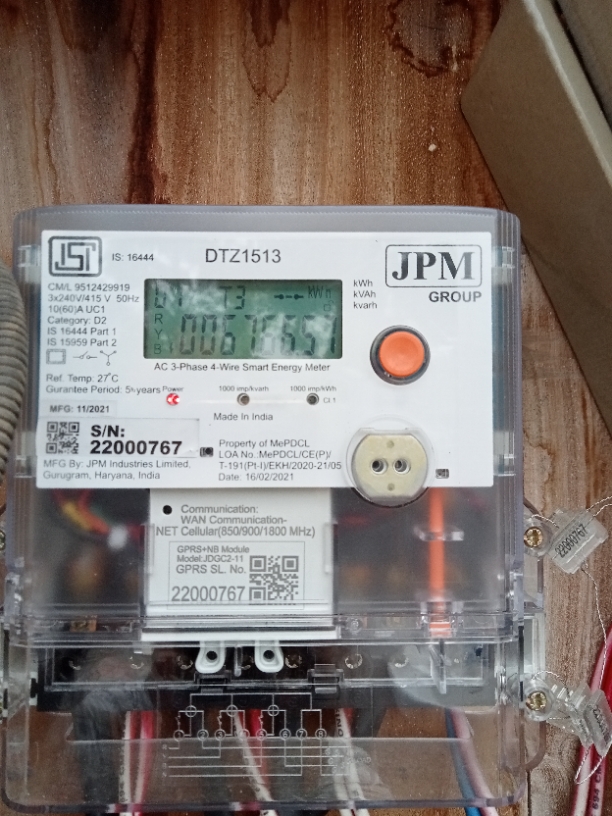 IS: 16444
DTZ1513
JPM
GROUP
CM/L 9512429919
3x240V/415 V 50Hz
10(60)A UC1
Category: D2
IS 16444 Part 1
IS 15959 Part 2
Ref. Temp: 27°C
Gurantee Period: 5½years
T3
kWh
R
Y
B
kWh
kVAh
kvarh
AC 3-Phase 4-Wire Smart Energy Meter
Power
1000 imp/kvarh
1000 imp/kWh
Cl.1
Made In India
MFG: 11/2021
S/N:
22000767
MFG By: JPM Industries Limited,
Gurugram, Haryana, India
Property of MePDCL
LOA No.:MePDCL/CE(P)/
T-191(Pt-I)/EKH/2020-21/05
Date: 16/02/2021
Communication:
WAN Communication-
NET Cellular(850/900/1800 MHz)
GPRS+NB Module
Model:JDGC2-11
GPRS SL. No.
22000767
22000767